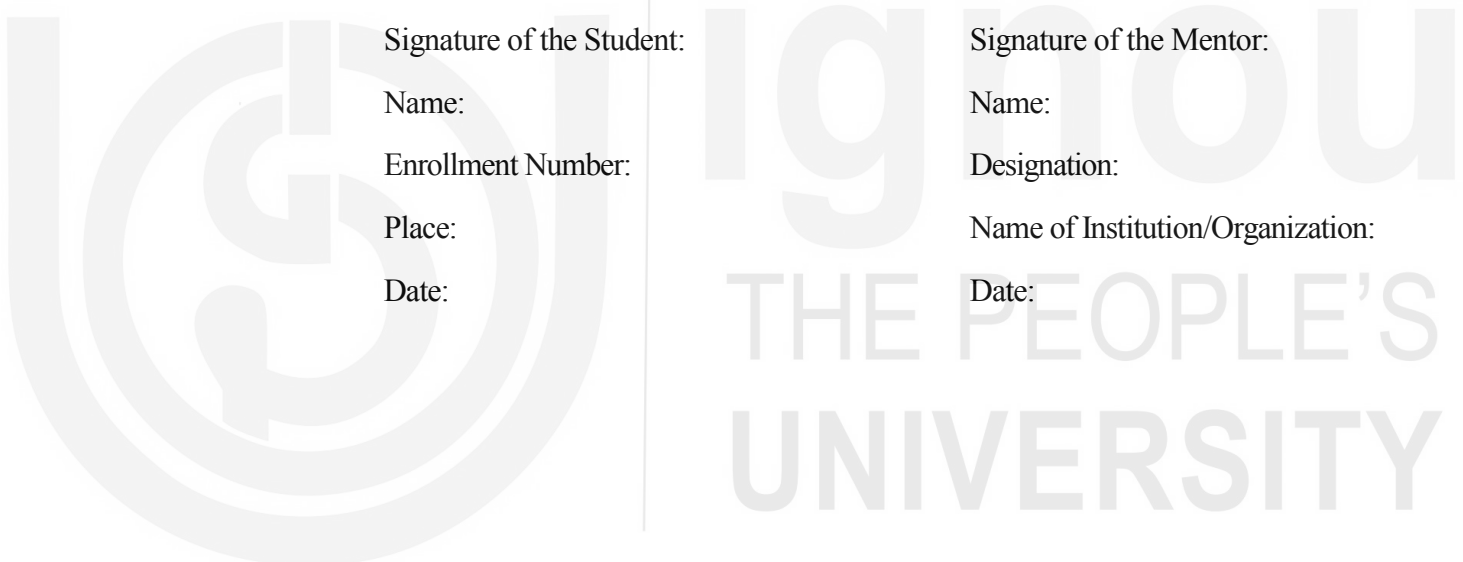 Signature of the Student:
Name:
Enrollment Number:
Place:
Date:
Signature of the Mentor:
Name:
Designation:
Name of Institution/Organization:
Date:
ignou
THE PEOPLE'S
UNIVERSITY